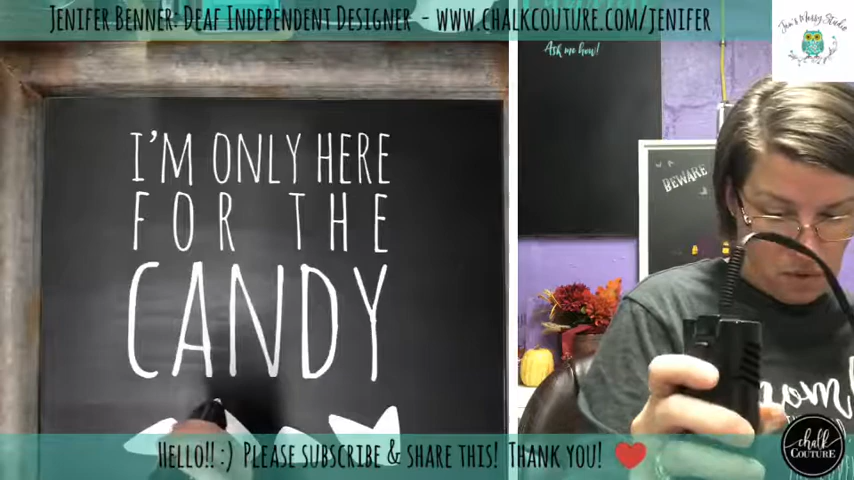 Jenifer Benner: Deaf Independent Designer - www.chalkcouture.com/jenifer
Jen's Messy Studio
Ask me how!
BEWARE
I'M ONLY HERE
FOR THE
CANDY
Hello!! :) Please subscribe & share this! Thank you!
chalk
COUTURE